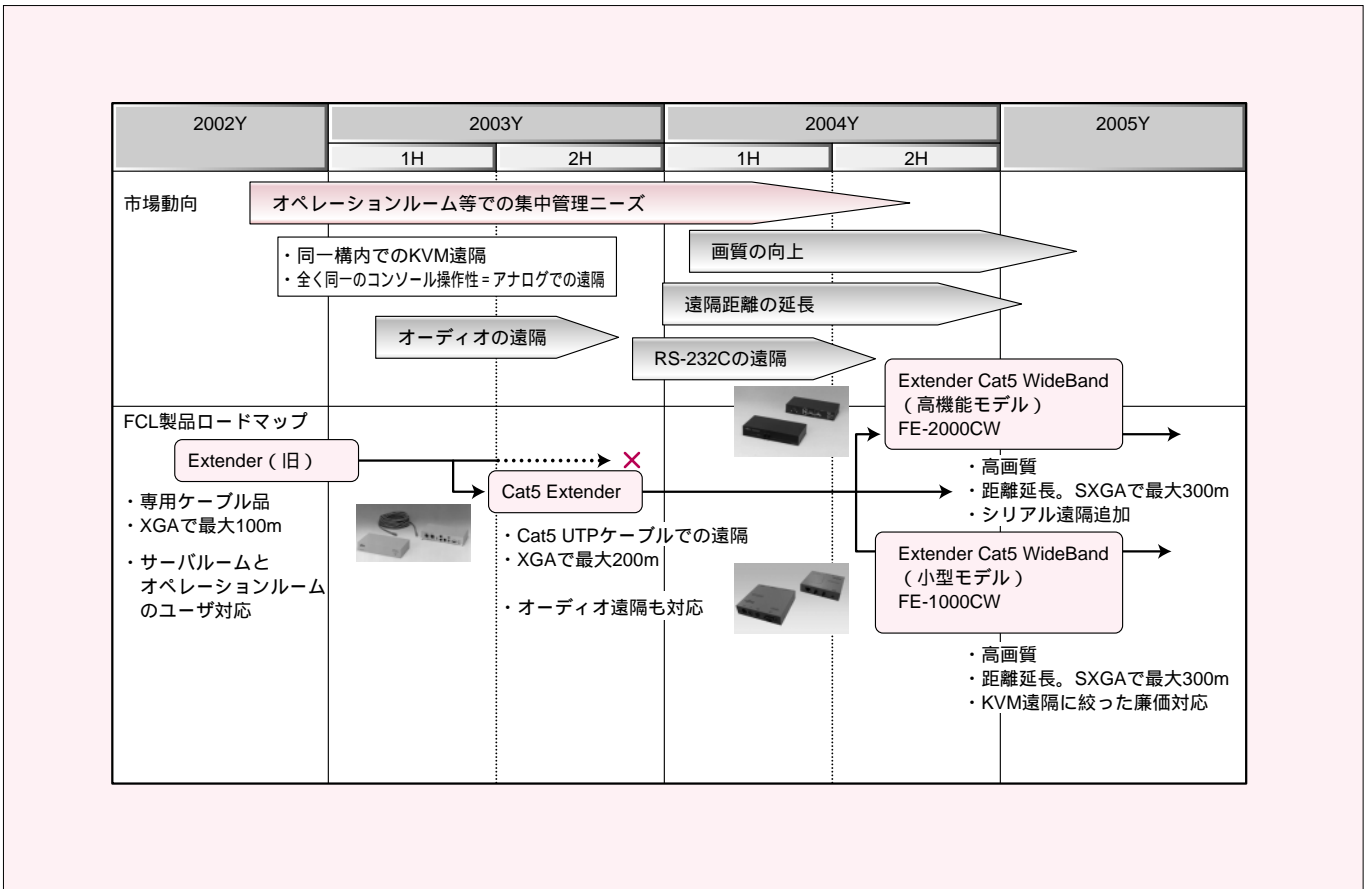 2002Y
2003Y
2004Y
2005Y
1H
2H
1H
2H
市場動向
オペレーションルーム等での集中管理ニーズ
・同一構内でのKVM遠隔
・全く同一のコンソール操作性＝アナログでの遠隔
画質の向上
遠隔距離の延長
オーディオの遠隔
RS-232Cの遠隔
FCL製品ロードマップ
Extender（旧）
・専用ケーブル品
・XGAで最大100m
・サーバルームと
オペレーションルーム
のユーザ対応
Cat5 Extender
・Cat5 UTPケーブルでの遠隔
・XGAで最大200m
・オーディオ遠隔も対応
Extender Cat5 WideBand
（高機能モデル）
FE-2000CW
・高画質
・距離延長。SXGAで最大300m
・シリアル遠隔追加
Extender Cat5 WideBand
（小型モデル）
FE-1000CW
・高画質
・距離延長。SXGAで最大300m
・KVM遠隔に絞った廉価対応